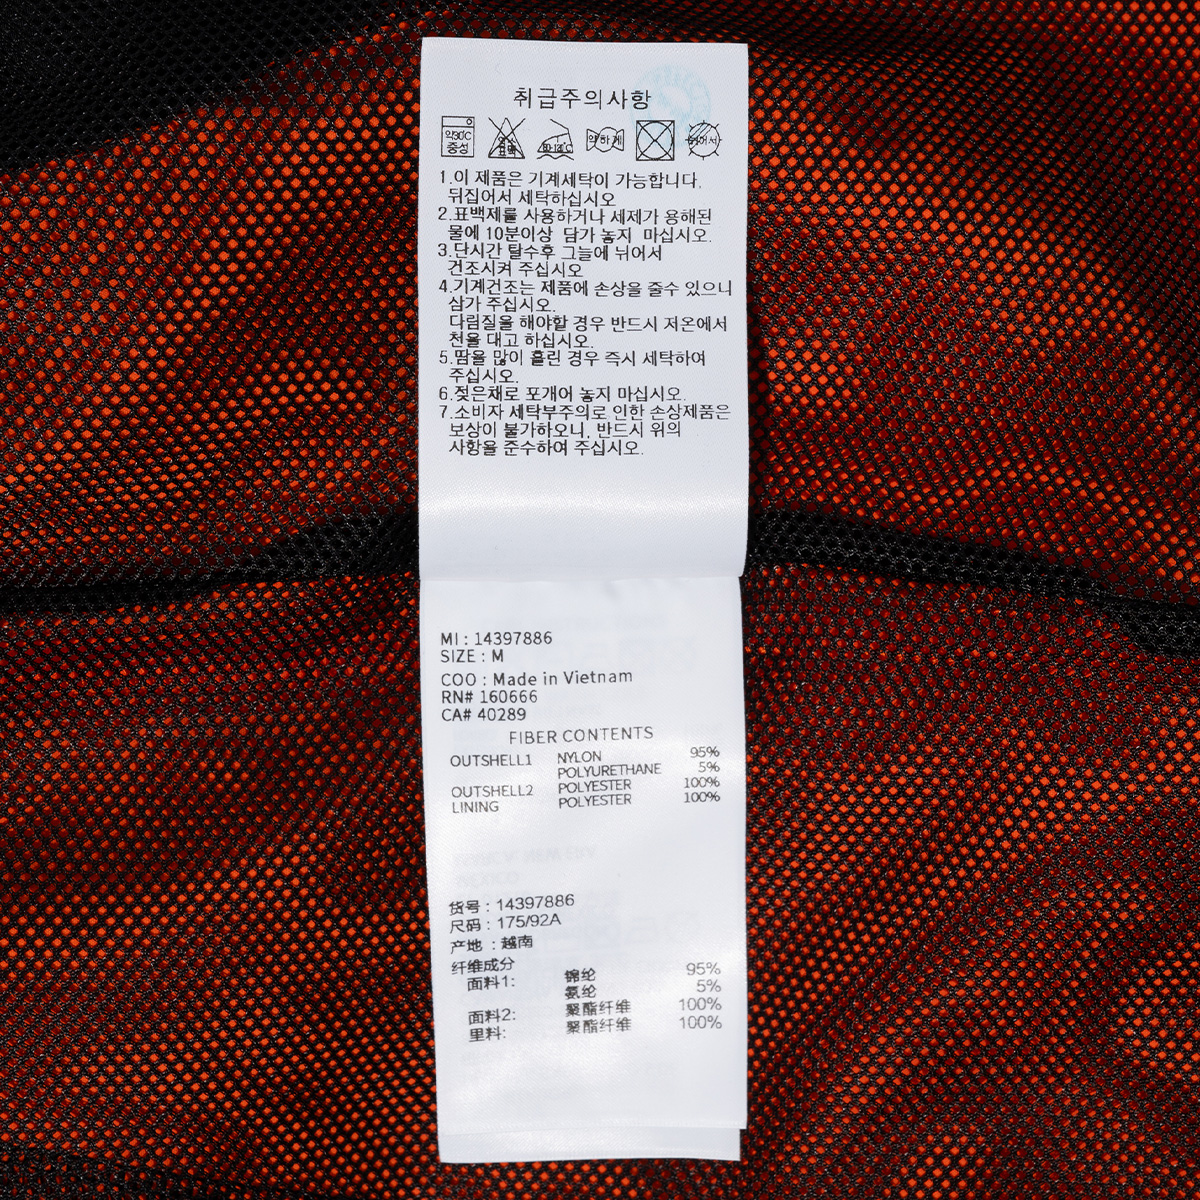 취급주의사항
약30℃
중성
80-120℃
약하게
뉘어서
1.이 제품은 기계세탁이 가능합니다.
뒤집어서 세탁하십시오
2.표백제를 사용하거나 세제가 용해된
물에 10분이상 담가 놓지 마십시오.
3.단시간 탈수후 그늘에 뉘어서
건조시켜 주십시오
4.기계건조는 제품에 손상을 줄수 있으니
삼가 주십시오.
다림질을 해야할 경우 반드시 저온에서
천을 대고 하십시오.
5.땀을 많이 흘린 경우 즉시 세탁하여
주십시오.
6.젖은채로 포개어 놓지 마십시오.
7.소비자 세탁부주의로 인한 손상제품은
보상이 불가하오니, 반드시 위의
사항을 준수하여 주십시오.
MI : 14397886
SIZE : M
COO : Made in Vietnam
RN# 160666
CA# 40289
FIBER CONTENTS
OUTSHELL1 NYLON 95%
POLYURETHANE 5%
OUTSHELL2 POLYESTER 100%
LINING POLYESTER 100%
货号 : 14397886
尺码 : 175/92A
产地 : 越南
纤维成分
面料1: 锦纶 95%
氨纶 5%
面料2: 聚酯纤维 100%
里料: 聚酯纤维 100%